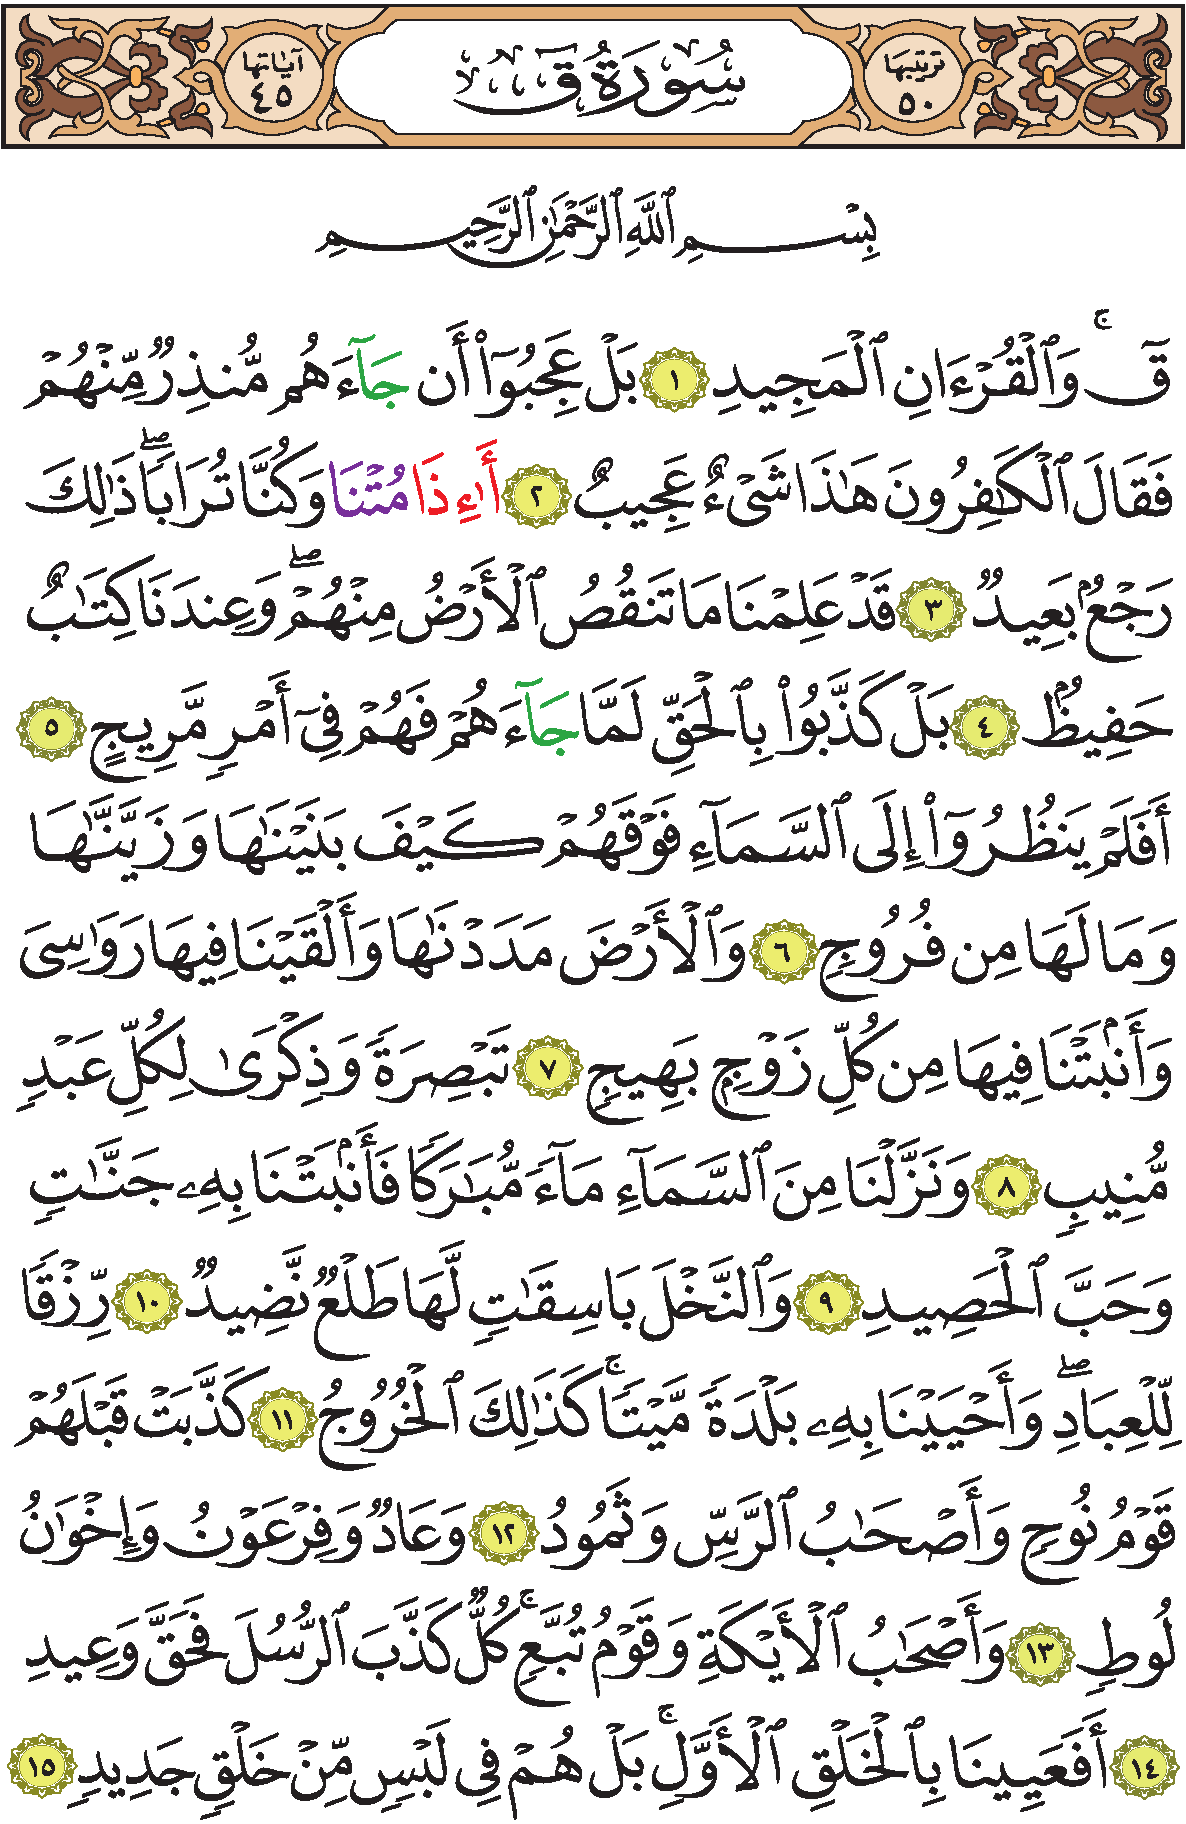 ترتيبها ٥٠ سُورَةُ قٓ آياتها ٤٥
بِسْمِ ٱللَّهِ ٱلرَّحْمَٰنِ ٱلرَّحِيمِ
قٓۚ وَٱلْقُرْءَانِ ٱلْمَجِيدِ ١ بَلْ عَجِبُوٓا۟ أَن جَآءَهُم مُّنذِرٌ مِّنْهُمْ
فَقَالَ ٱلْكَٰفِرُونَ هَٰذَا شَىْءٌ عَجِيبٌ ٢ أَءِذَا مُتْنَا وَكُنَّا تُرَابًاۖ ذَٰلِكَ
رَجْعٌۢ بَعِيدٌ ٣ قَدْ عَلِمْنَا مَا تَنقُصُ ٱلْأَرْضُ مِنْهُمْۖ وَعِندَنَا كِتَٰبٌ
حَفِيظٌۢ ٤ بَلْ كَذَّبُوا۟ بِٱلْحَقِّ لَمَّا جَآءَهُمْ فَهُمْ فِىٓ أَمْرٍ مَّرِيجٍ ٥
أَفَلَمْ يَنظُرُوٓا۟ إِلَى ٱلسَّمَآءِ فَوْقَهُمْ كَيْفَ بَنَيْنَٰهَا وَزَيَّنَّٰهَا
وَمَا لَهَا مِن فُرُوجٍ ٦ وَٱلْأَرْضَ مَدَدْنَٰهَا وَأَلْقَيْنَا فِيهَا رَوَٰسِىَ
وَأَنۢبَتْنَا فِيهَا مِن كُلِّ زَوْجٍۭ بَهِيجٍ ٧ تَبْصِرَةً وَذِكْرَىٰ لِكُلِّ عَبْدٍ
مُّنِيبٍ ٨ وَنَزَّلْنَا مِنَ ٱلسَّمَآءِ مَآءً مُّبَٰرَكًا فَأَنۢبَتْنَا بِهِۦ جَنَّٰتٍ
وَحَبَّ ٱلْحَصِيدِ ٩ وَٱلنَّخْلَ بَاسِقَٰتٍ لَّهَا طَلْعٌ نَّضِيدٌ ١٠ رِّزْقًا
لِّلْعِبَادِۖ وَأَحْيَيْنَا بِهِۦ بَلْدَةً مَّيْتًاۚ كَذَٰلِكَ ٱلْخُرُوجُ ١١ كَذَّبَتْ قَبْلَهُمْ
قَوْمُ نُوحٍ وَأَصْحَٰبُ ٱلرَّسِّ وَثَمُودُ ١٢ وَعَادٌ وَفِرْعَوْنُ وَإِخْوَٰنُ
لُوطٍ ١٣ وَأَصْحَٰبُ ٱلْأَيْكَةِ وَقَوْمُ تُبَّعٍۚ كُلٌّ كَذَّبَ ٱلرُّسُلَ فَحَقَّ وَعِيدِ
١٤ أَفَعَيِينَا بِٱلْخَلْقِ ٱلْأَوَّلِۚ بَلْ هُمْ فِى لَبْسٍ مِّنْ خَلْقٍ جَدِيدٍ ١٥